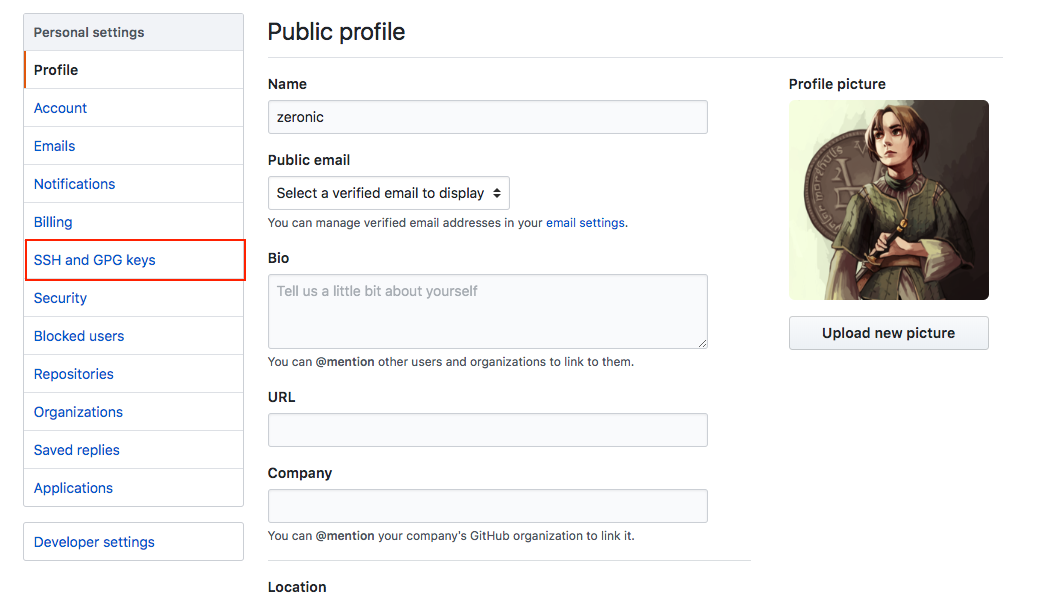 Personal settings
Profile
Account
Emails
Notifications
Billing
SSH and GPG keys
Security
Blocked users
Repositories
Organizations
Saved replies
Applications
Developer settings
Public profile
Name
zeronic
Public email
Select a verified email to display
You can manage verified email addresses in your email settings.
Bio
Tell us a little bit about yourself
You can @mention other users and organizations to link to them.
URL
Company
You can @mention your company's GitHub organization to link it.
Location
Profile picture
Upload new picture